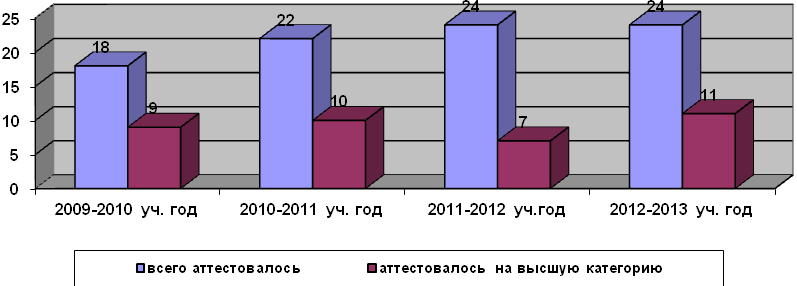 25
20
15
10
5
0
18
9
22
10
24
7
24
11
2009-2010 уч. год
2010-2011 уч. год
2011-2012 уч.год
2012-2013 уч. год
всего аттестовалось
аттестовалось на высшую категорию